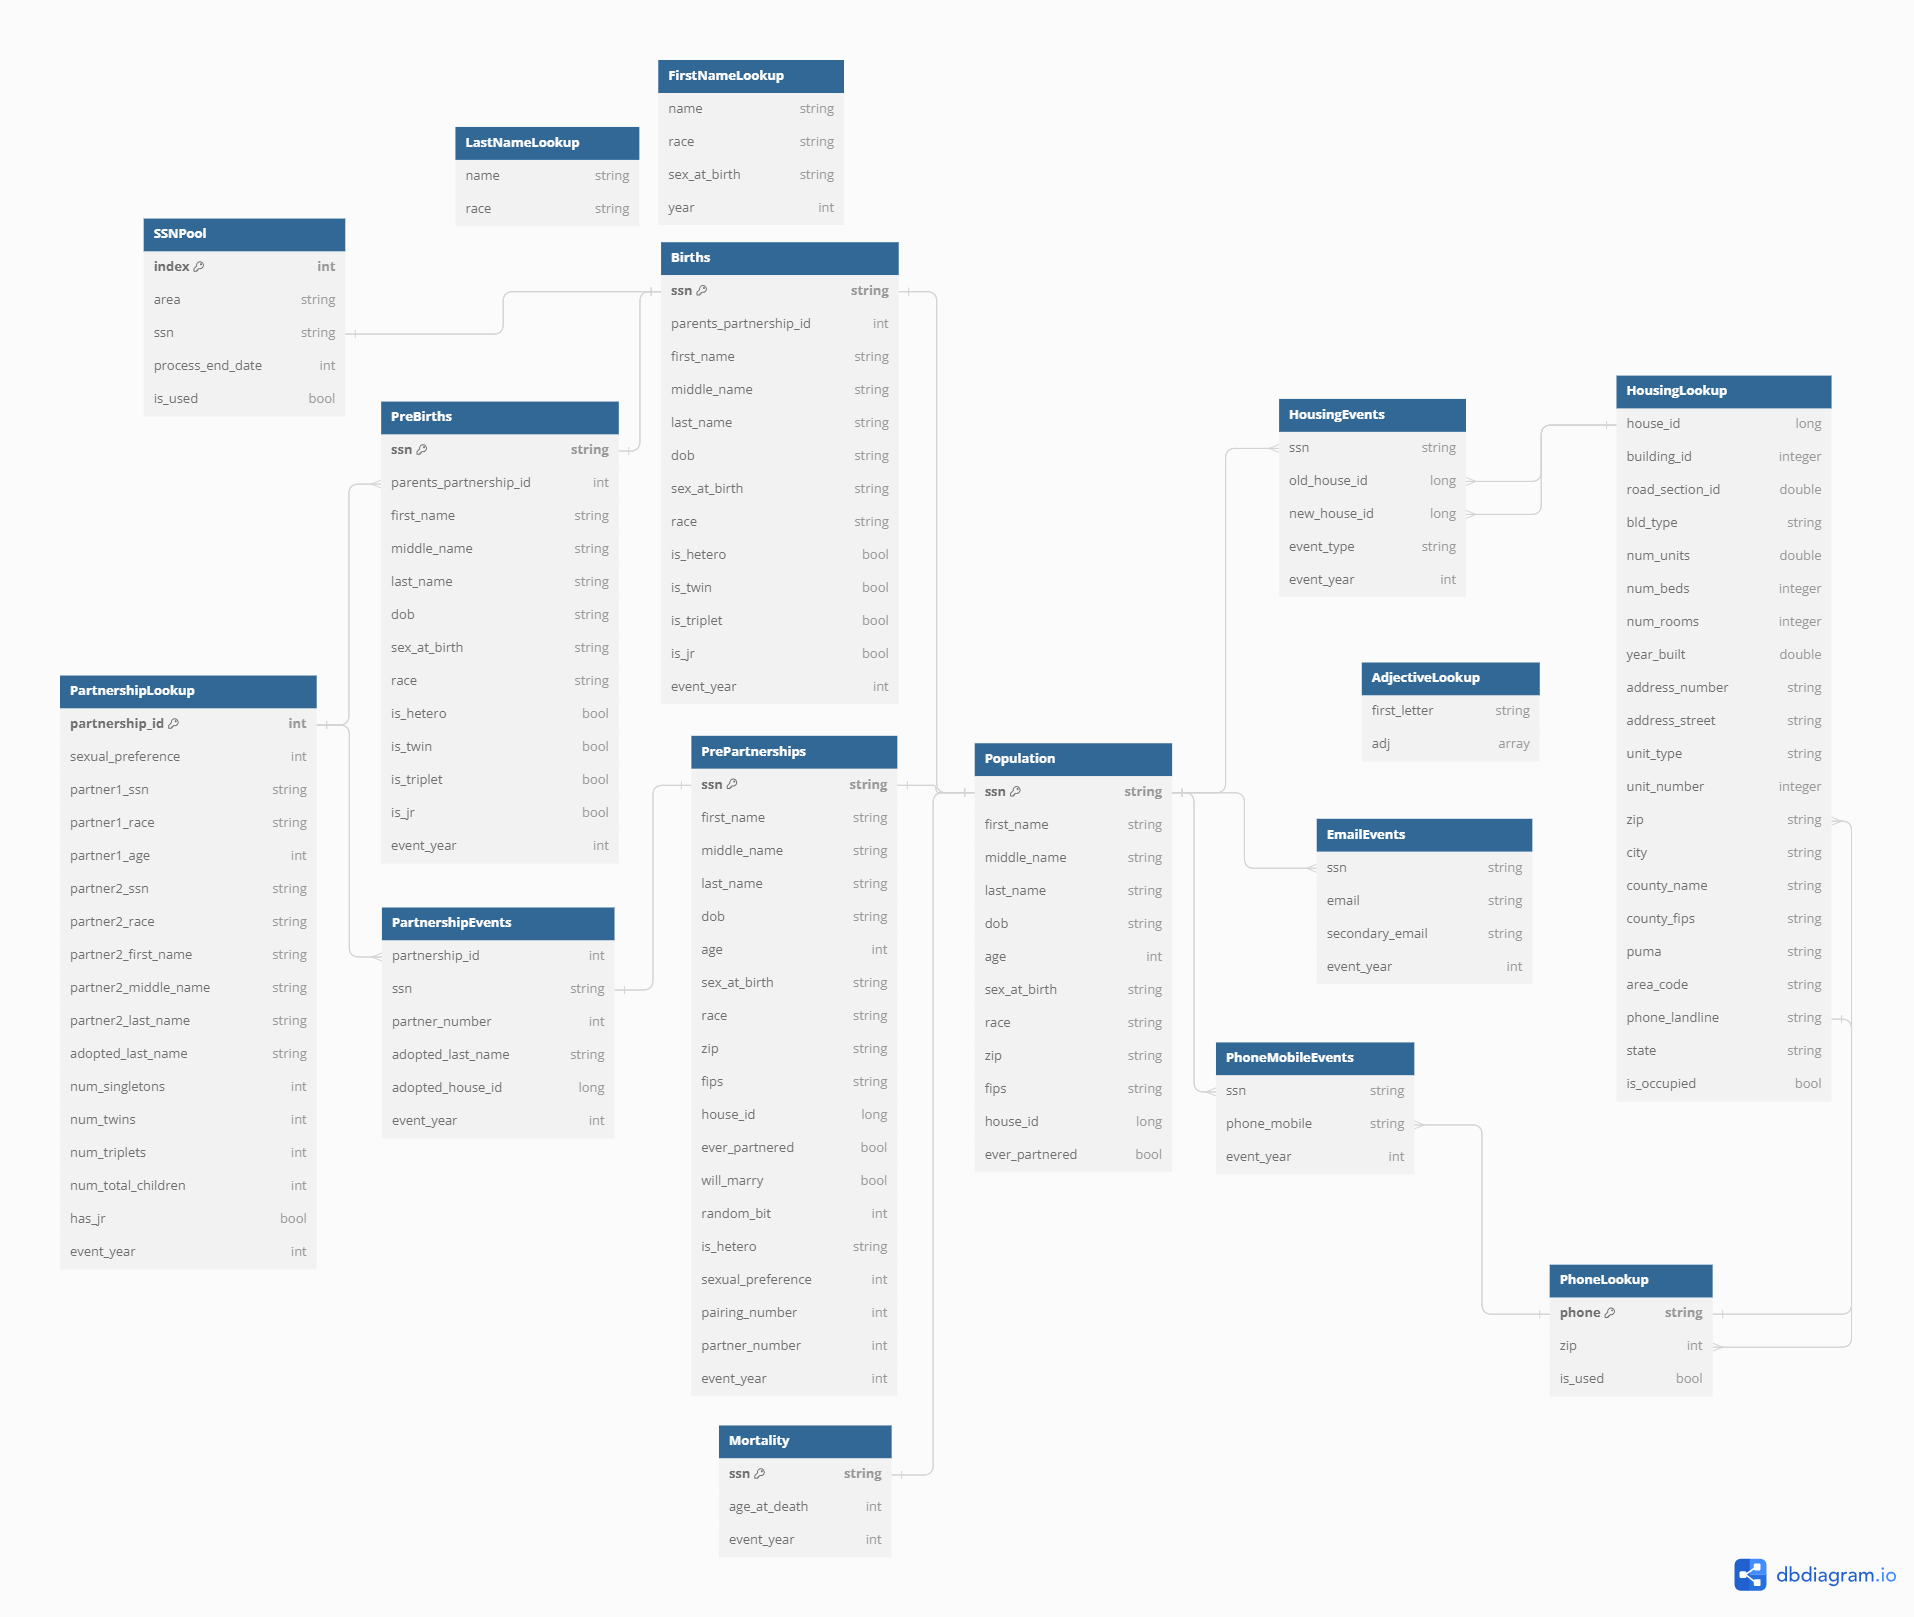 FirstNameLookup
name string
race string
sex_at_birth string
year int
LastNameLookup
name string
race string
SSNPool
index int
area string
ssn string
process_end_date int
is_used bool
Births
ssn string
parents_partnership_id int
first_name string
middle_name string
last_name string
dob string
sex_at_birth string
race string
is_hetero bool
is_twin bool
is_triplet bool
is_jr bool
event_year int
PreBirths
ssn string
parents_partnership_id int
first_name string
middle_name string
last_name string
dob string
sex_at_birth string
race string
is_hetero bool
is_twin bool
is_triplet bool
is_jr bool
event_year int
PartnershipLookup
partnership_id int
sexual_preference int
partner1_ssn string
partner1_race string
partner1_age int
partner2_ssn string
partner2_race string
partner2_first_name string
partner2_middle_name string
partner2_last_name string
adopted_last_name string
num_singletons int
num_twins int
num_triplets int
num_total_children int
has_jr bool
event_year int
PartnershipEvents
partnership_id int
ssn string
partner_number int
adopted_last_name string
adopted_house_id long
event_year int
PrePartnerships
ssn string
first_name string
middle_name string
last_name string
dob string
age int
sex_at_birth string
race string
zip string
fips string
house_id long
ever_partnered bool
will_marry bool
random_bit int
is_hetero string
sexual_preference int
pairing_number int
partner_number int
event_year int
Mortality
ssn string
age_at_death int
event_year int
Population
ssn string
first_name string
middle_name string
last_name string
dob string
age int
sex_at_birth string
race string
zip string
fips string
house_id long
ever_partnered bool
HousingEvents
ssn string
old_house_id long
new_house_id long
event_type string
event_year int
AdjectiveLookup
first_letter string
adj array
EmailEvents
ssn string
email string
secondary_email string
event_year int
PhoneMobileEvents
ssn string
phone_mobile string
event_year int
HousingLookup
house_id long
building_id integer
road_section_id double
bld_type string
num_units double
num_beds integer
num_rooms integer
year_built double
address_number string
address_street string
unit_type string
unit_number integer
zip string
city string
county_name string
county_fips string
puma string
area_code string
phone_landline string
state string
is_occupied bool
PhoneLookup
phone string
zip int
is_used bool
dbdiagram.io